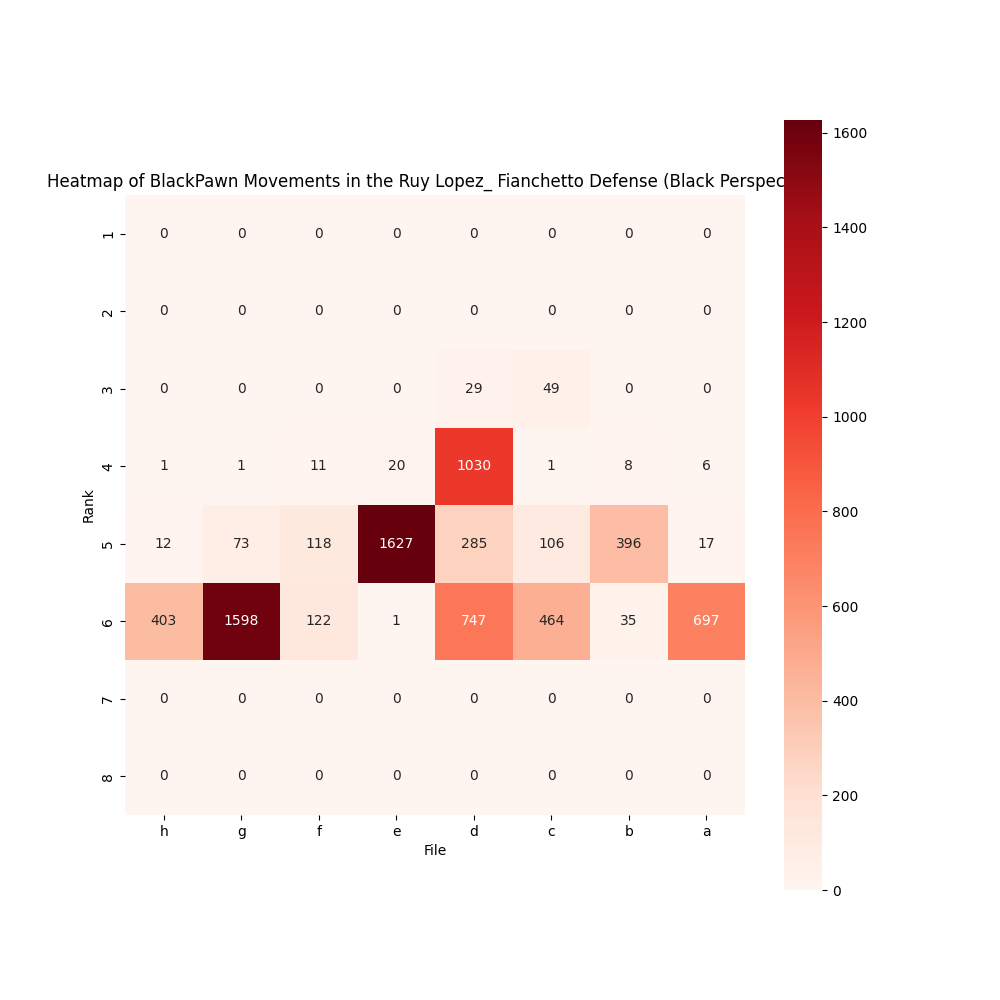 Heatmap of BlackPawn Movements in the Ruy Lopez_ Fianchetto Defense (Black Perspec
1 0 0 0 0 0 0 0 0
2 0 0 0 0 0 0 0 0
3 0 0 0 0 29 49 0 0
4 1 1 11 20 1030 1 8 6
Rank
5 12 73 118 1627 285 106 396 17
6 403 1598 122 1 747 464 35 697
7 0 0 0 0 0 0 0 0
8 0 0 0 0 0 0 0 0
h g f e d c b a
File
1600
1400
1200
1000
800
600
400
200
0